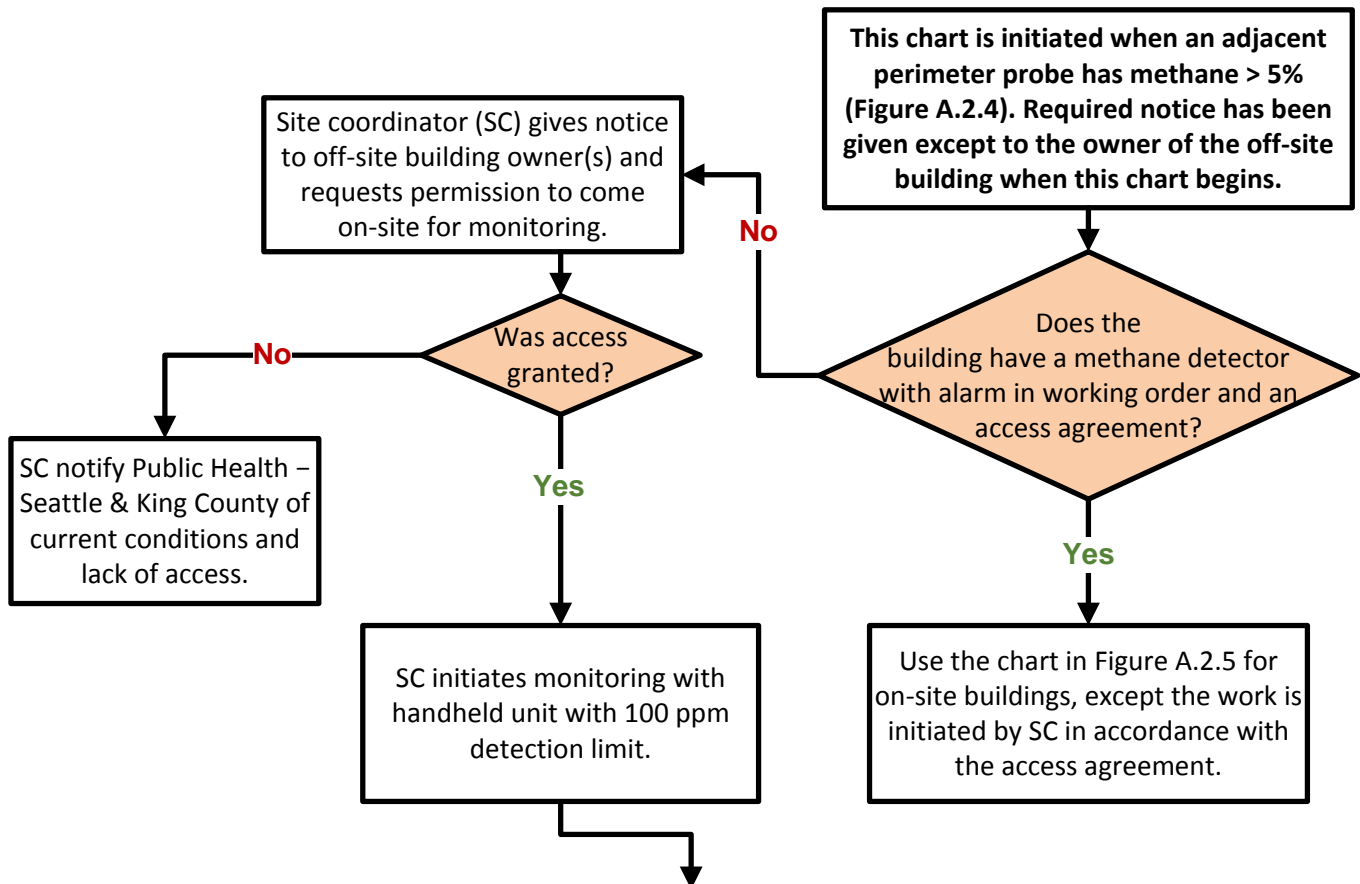 This chart is initiated when an adjacent
perimeter probe has methane > 5%
(Figure A.2.4). Required notice has been
given except to the owner of the off-site
building when this chart begins.
Does the
building have a methane detector
with alarm in working order and an
access agreement?
No
Yes
Site coordinator (SC) gives notice
to off-site building owner(s) and
requests permission to come
on-site for monitoring.
Was access
granted?
No
Yes
SC notify Public Health –
Seattle & King County of
current conditions and
lack of access.
SC initiates monitoring with
handheld unit with 100 ppm
detection limit.
Use the chart in Figure A.2.5 for
on-site buildings, except the work is
initiated by SC in accordance with
the access agreement.